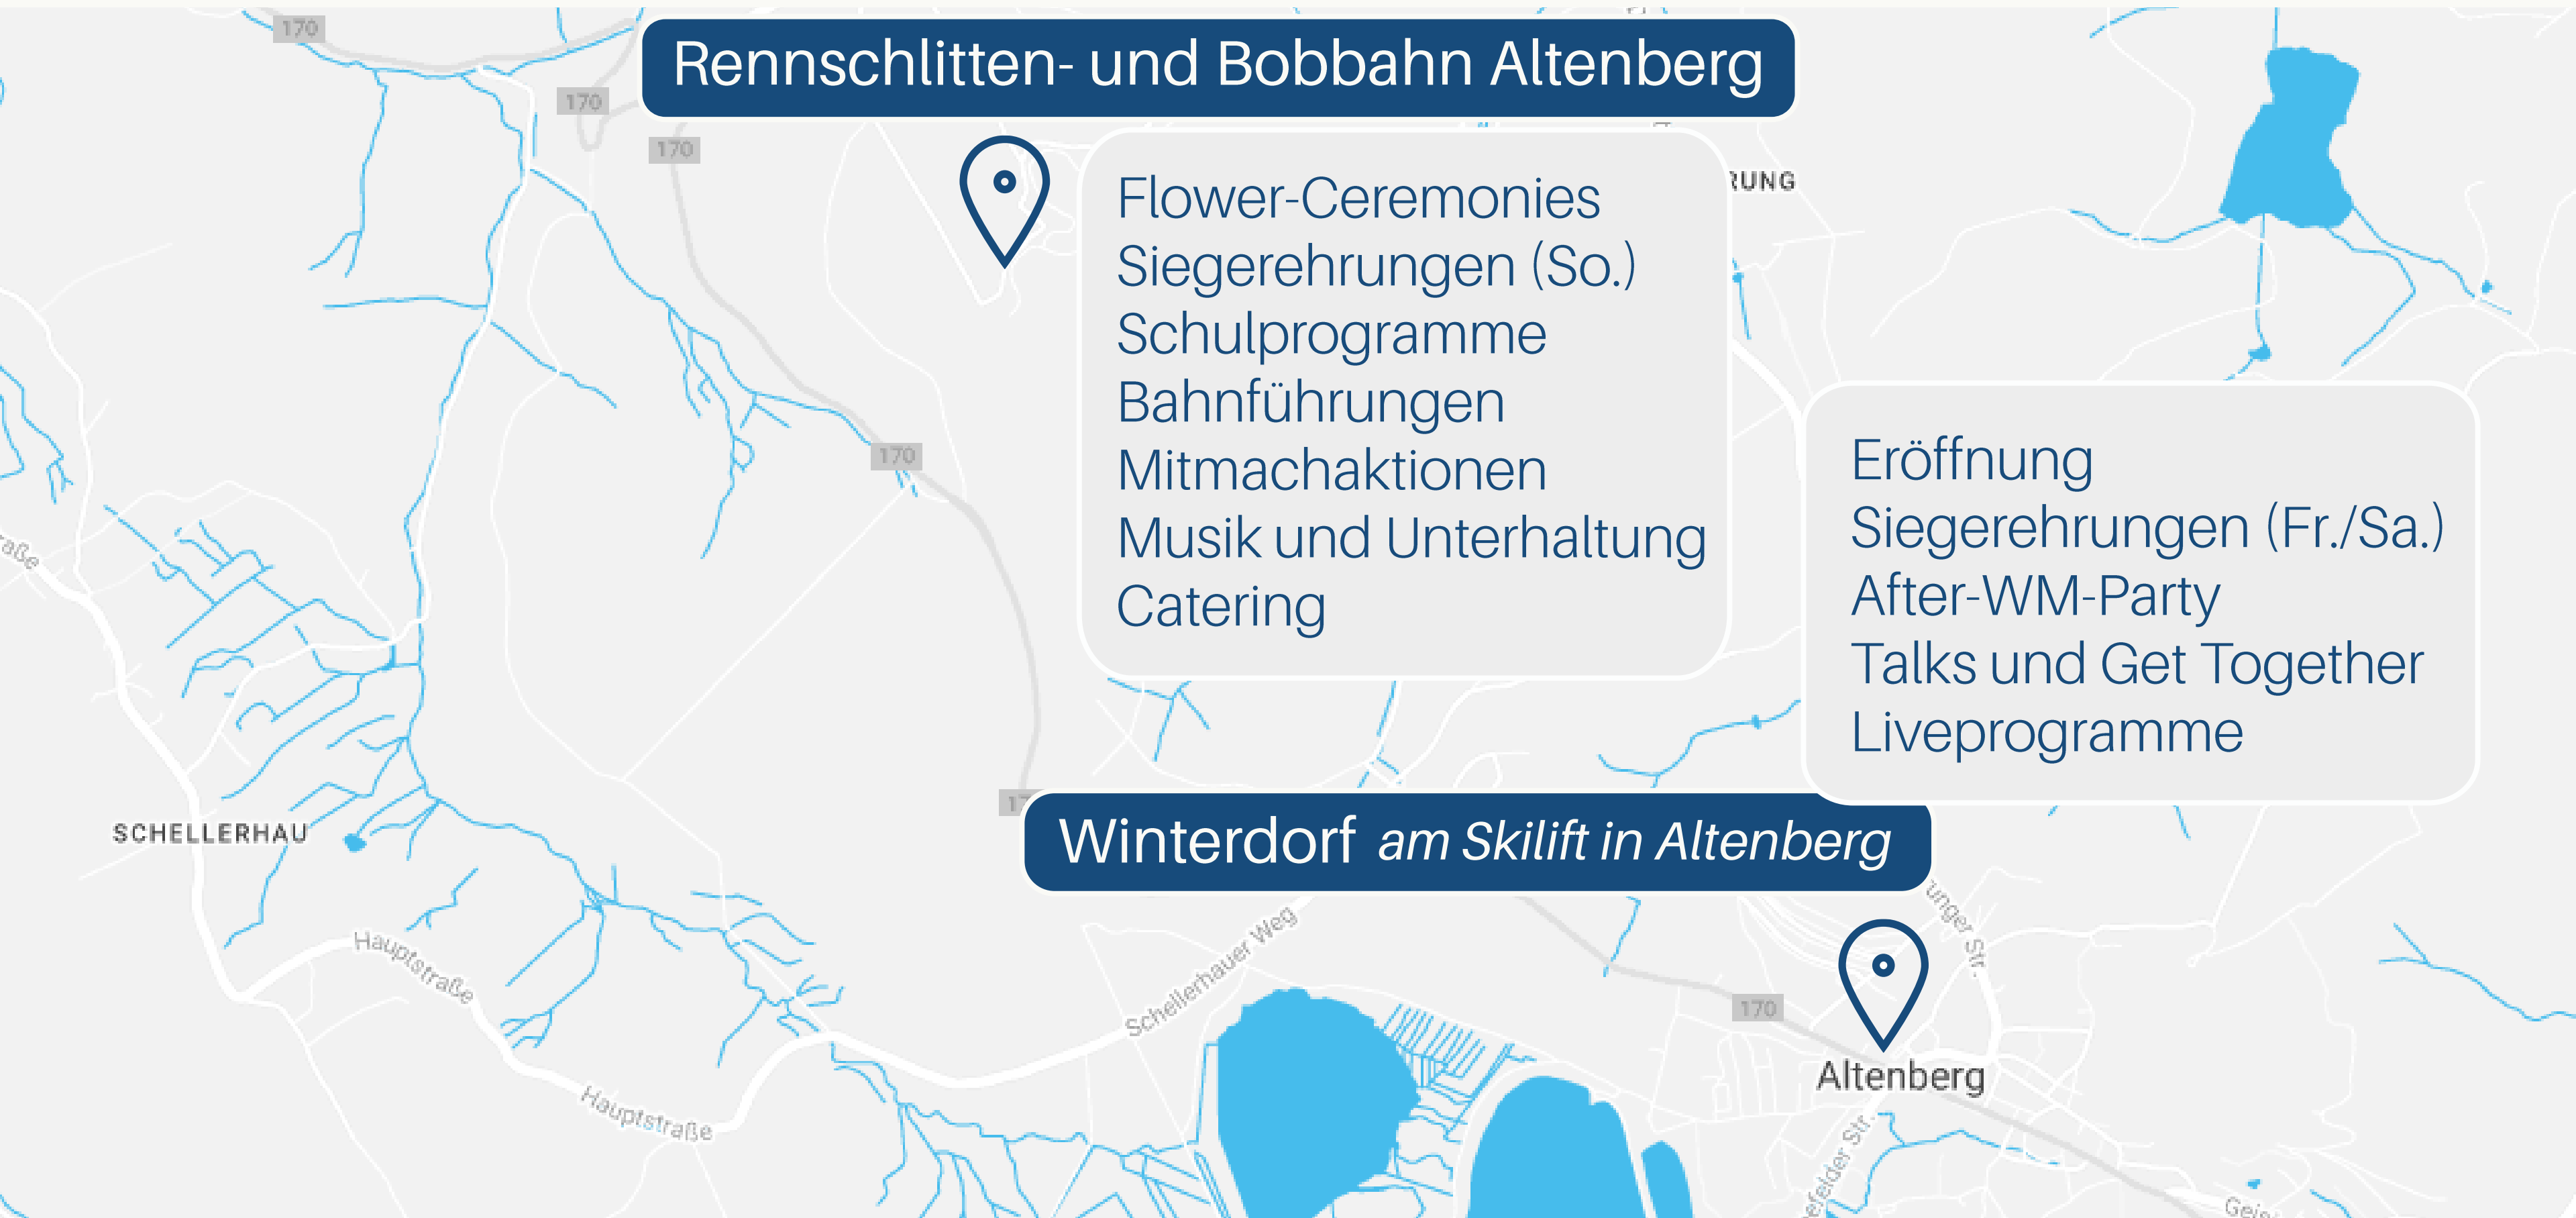 170
Rennschlitten- und Bobbahn Altenberg
170
170
Flower-Ceremonies
Siegerehrungen (So.)
Schulprogramme
Bahnführungen
Mitmachaktionen
Musik und Unterhaltung
Catering
170
Eröffnung
Siegerehrungen (Fr./Sa.)
After-WM-Party
Talks und Get Together
Liveprogramme
Winterdorf am Skilift in Altenberg
SCHELLERHAU
Hauptstraße
Schellerhauer Weg
170
Altenberg
Hauptstraße